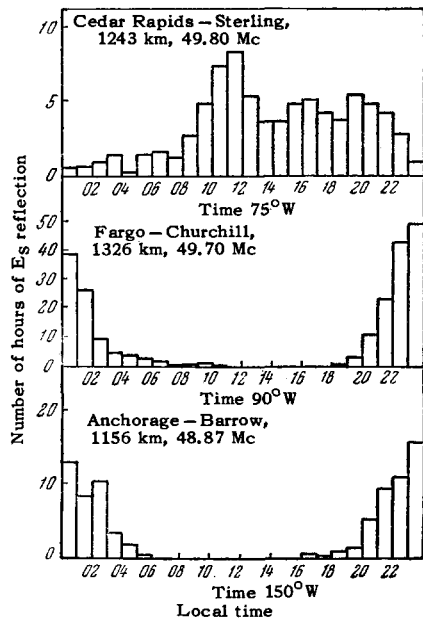 Number of hours of Es reflection
Cedar Rapids – Sterling,
1243 km, 49.80 Mc
10
5
0
02 04 06 08 10 12 14 16 18 20 22
Time 75°W
Fargo – Churchill,
1326 km, 49.70 Mc
50
40
30
20
10
0
02 04 06 08 10 12 14 16 18 20 22
Time 90°W
Anchorage – Barrow,
1156 km, 48.87 Mc
20
10
0
02 04 06 08 10. 12 14 16 18 20 22
Time 150°W
Local time